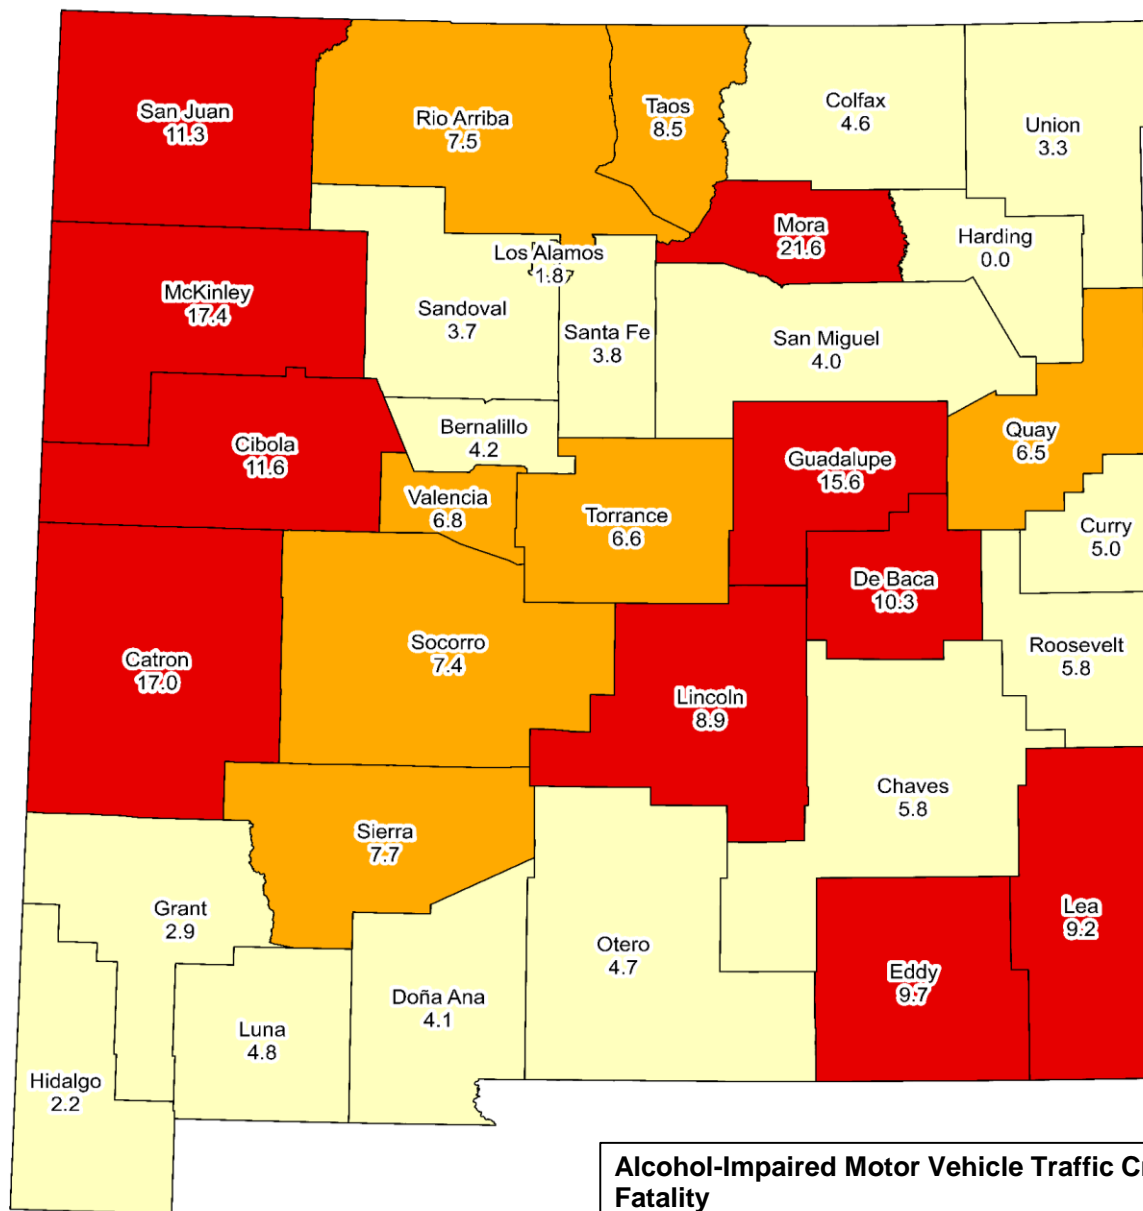 San Juan
11.3
Rio Arriba
7.5
Taos
8.5
Colfax
4.6
Union
3.3
Mora
21.6
Harding
0.0
Los Alamos
1.8
McKinley
17.4
Sandoval
3.7
Santa Fe
3.8
San Miguel
4.0
Cibola
11.6
Bernalillo
4.2
Valencia
6.8
Torrance
6.6
Guadalupe
15.6
Quay
6.5
Curry
5.0
De Baca
10.3
Roosevelt
5.8
Catron
17.0
Socorro
7.4
Lincoln
8.9
Chaves
5.8
Sierra
7.7
Grant
2.9
Otero
4.7
Lea
9.2
Eddy
9.7
Doña Ana
4.1
Luna
4.8
Hidalgo
2.2
Alcohol-Impaired Motor Vehicle Traffic
Fatality